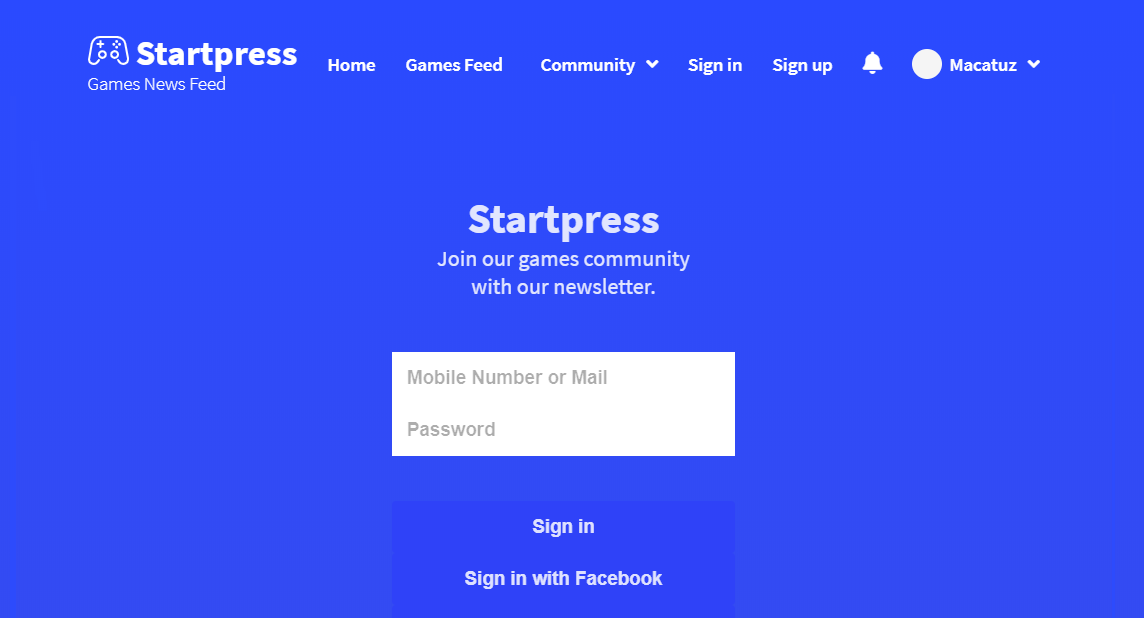 Startpress
Games News Feed
Home Games Feed Community Sign in Sign up Macatuz
Startpress
Join our games community
with our newsletter.
Mobile Number or Mail
Password
Sign in
Sign in with Facebook